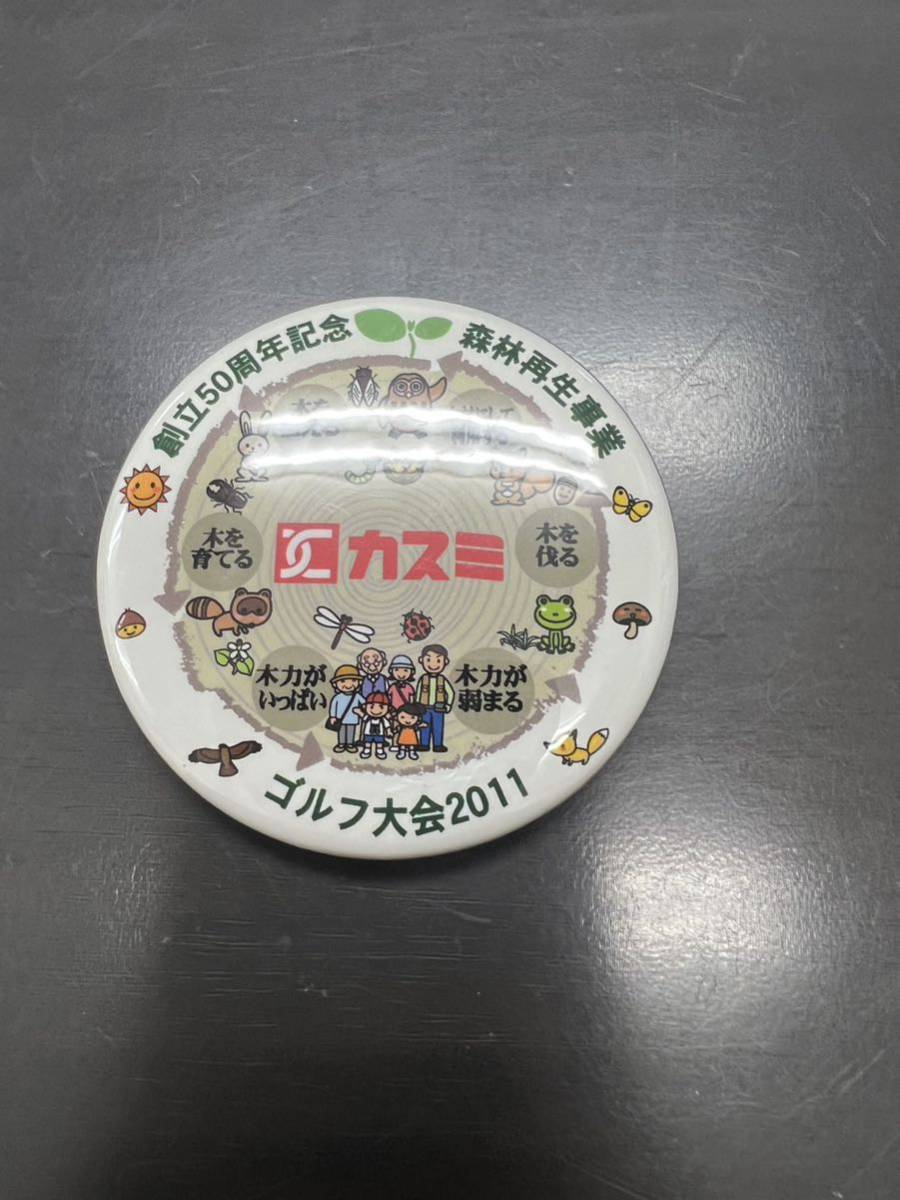 創立50周年記念
森林再生事業
カスミ
木を
育てる
木を
伐る
木力が
いっぱい
木力が
弱まる
ゴルフ大会2011